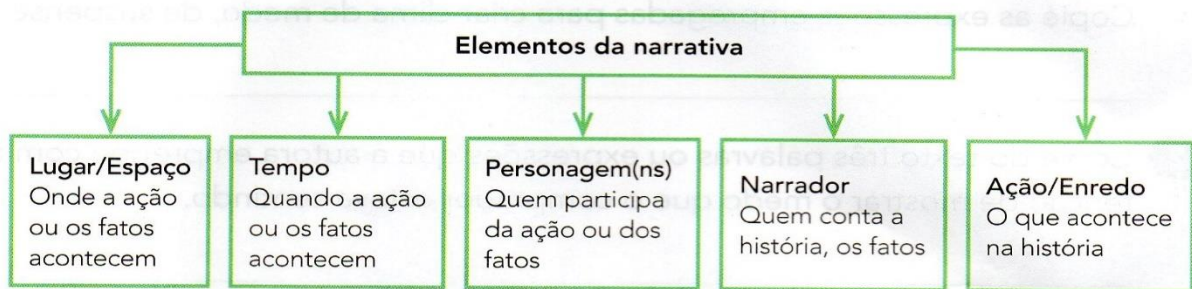 Elementos da narrativa
Lugar/Espaço
Onde a ação
ou os fatos
acontecem
Tempo
Quando a ação
ou os fatos
acontecem
Personagem(ns)
Quem participa
da ação ou dos
fatos
Narrador
Quem conta a
história, os fatos
Ação/Enredo
O que acontece
na história